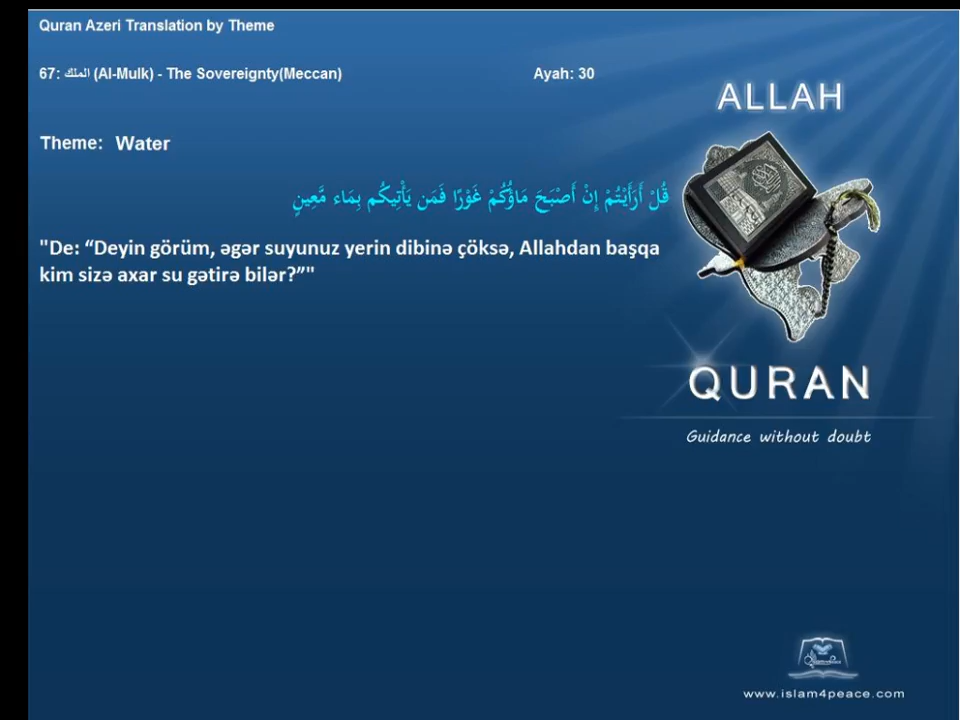 Quran Azeri Translation by Theme
67: الملك (Al-Mulk) - The Sovereignty(Meccan) Ayah: 30
ALLAH
Theme: Water
قُلْ أَرَأَيْتُمْ إِنْ أَصْبَحَ مَاؤُكُمْ غَوْرًا فَمَن يَأْتِيكُم بِمَاء مَّعِينٍ
"De: “Deyin görüm, əgər suyunuz yerin dibinə çöksə, Allahdan başqa
kim sizə axar su gətirə bilər?”"
QURAN
Guidance without doubt
www.islam4peace.com